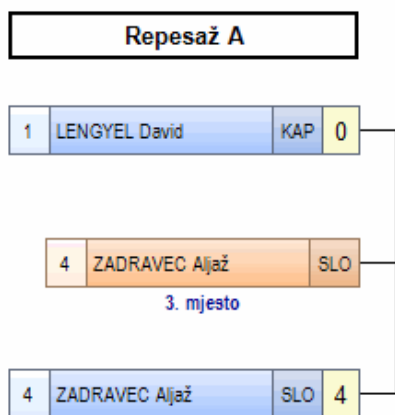 Repesaž A
1 LENGYEL David KAP 0
4 ZADRAVEC Aljaž SLO
3. mjesto
4 ZADRAVEC Aljaž SLO 4